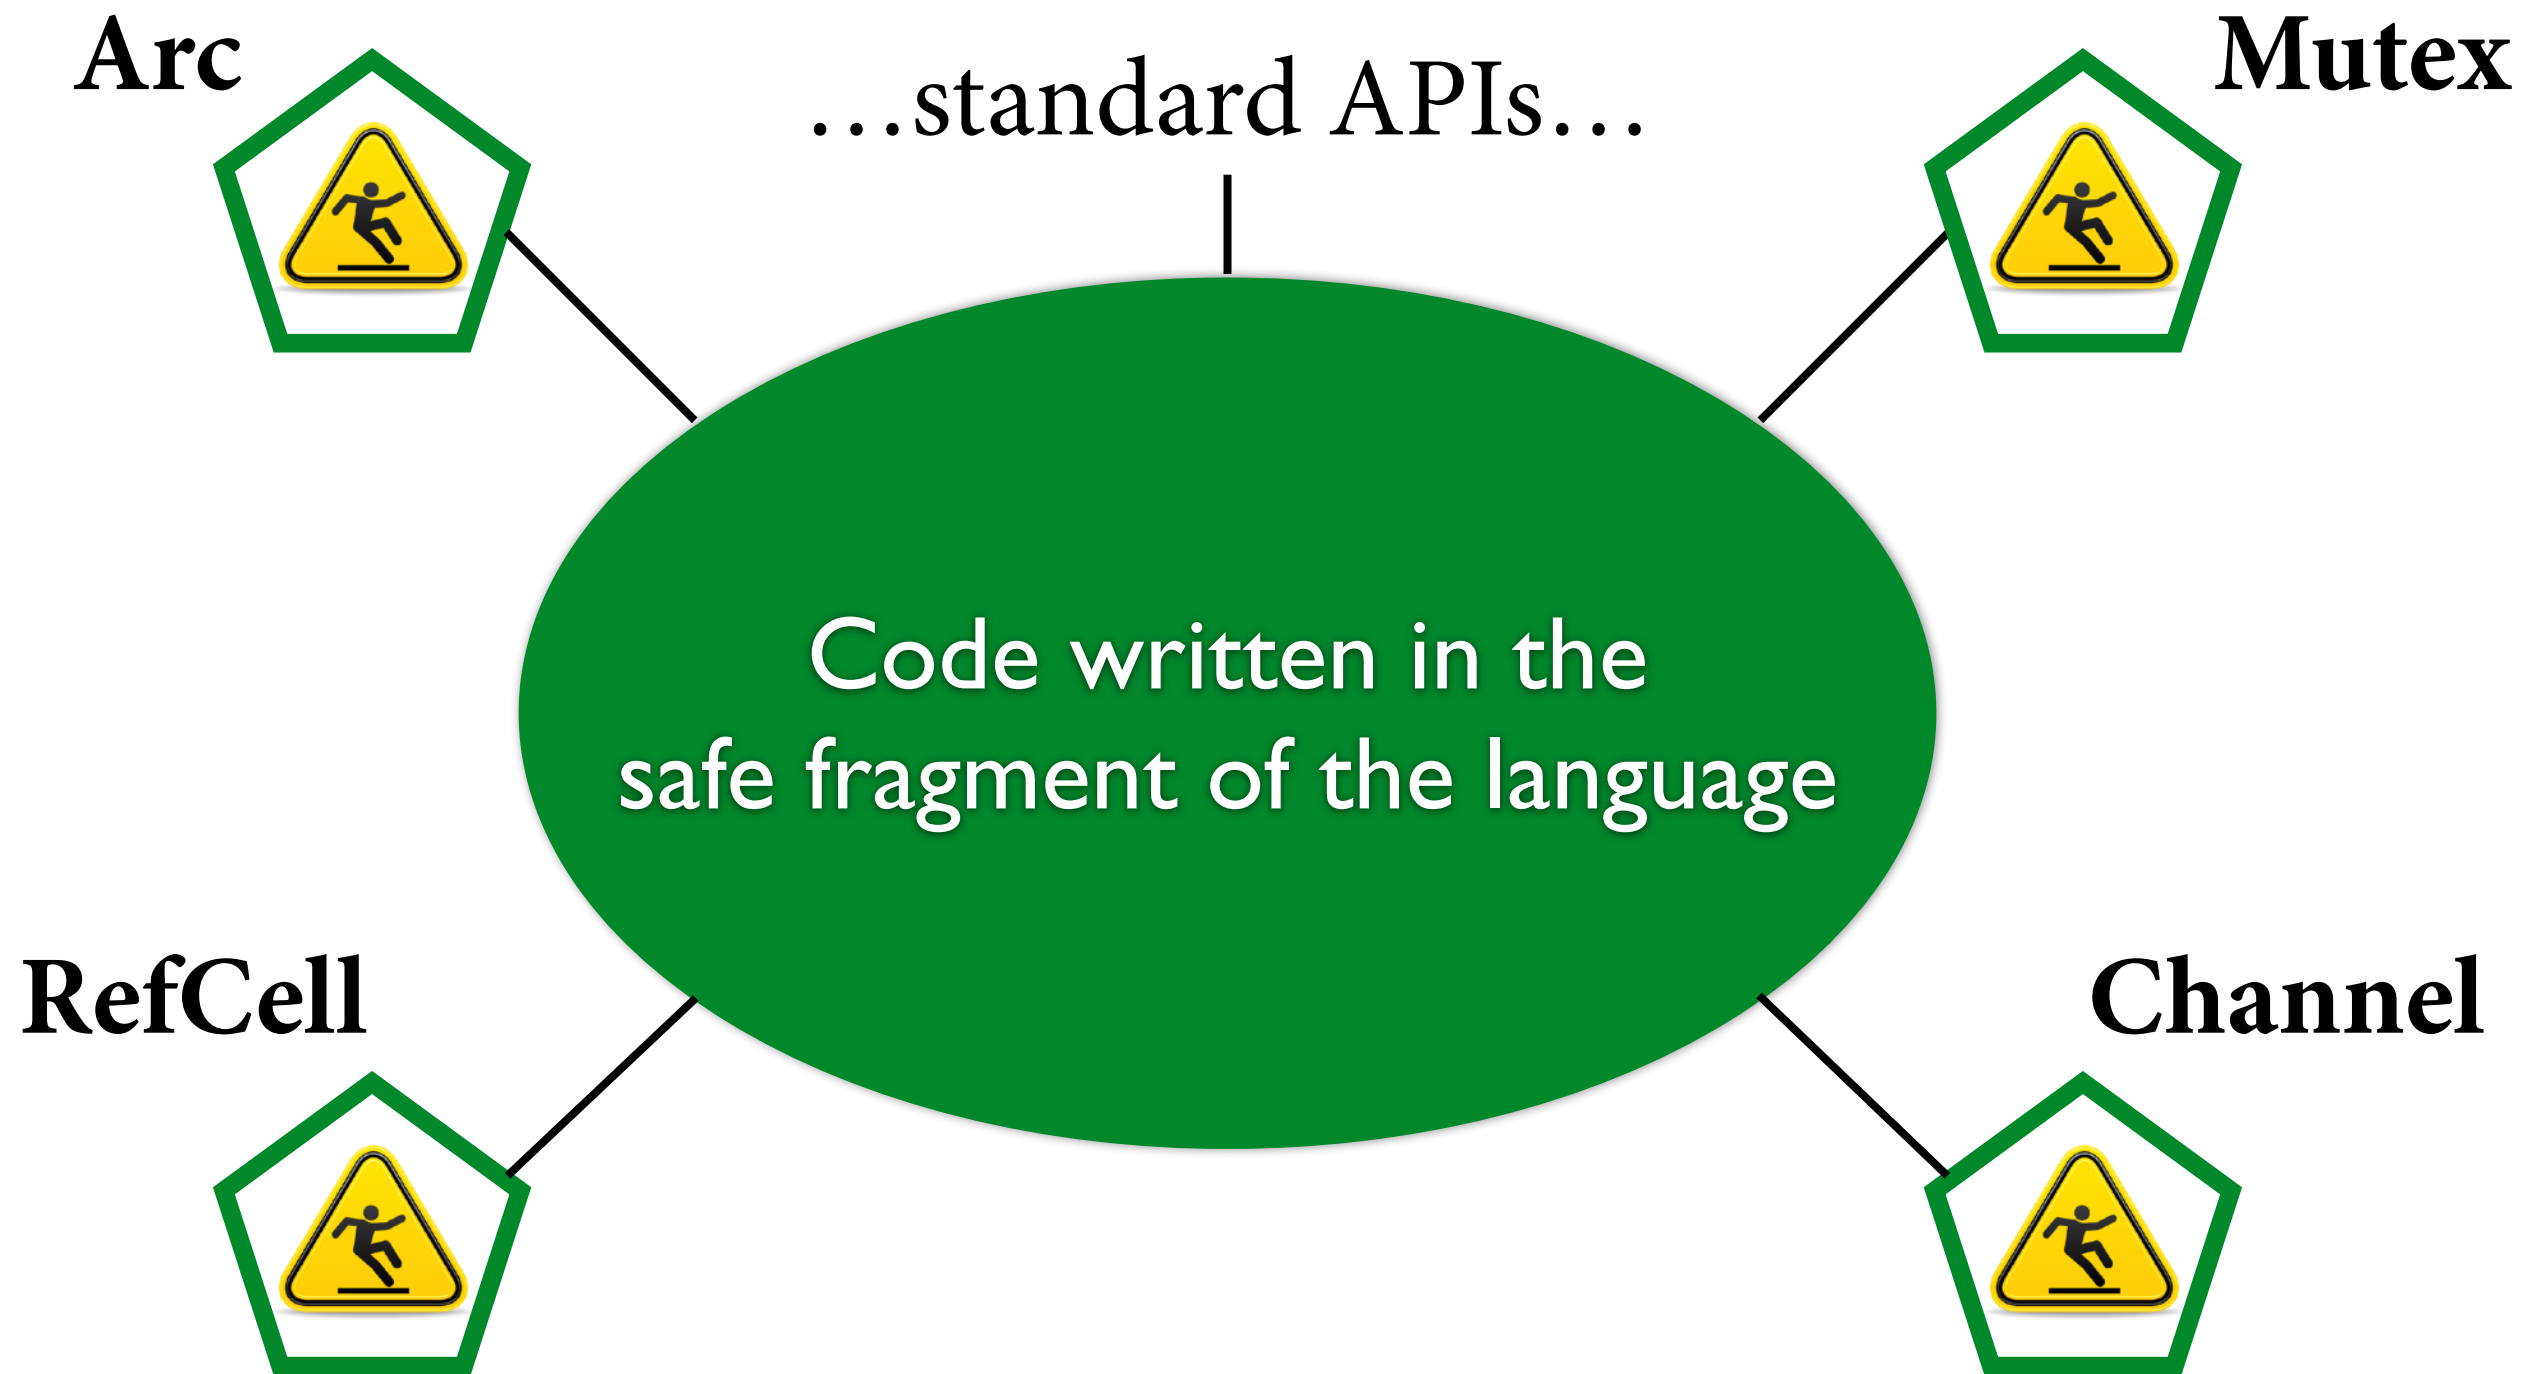 Arc
…standard APIs…
Mutex
Code written in the
safe fragment of the language
RefCell
Channel